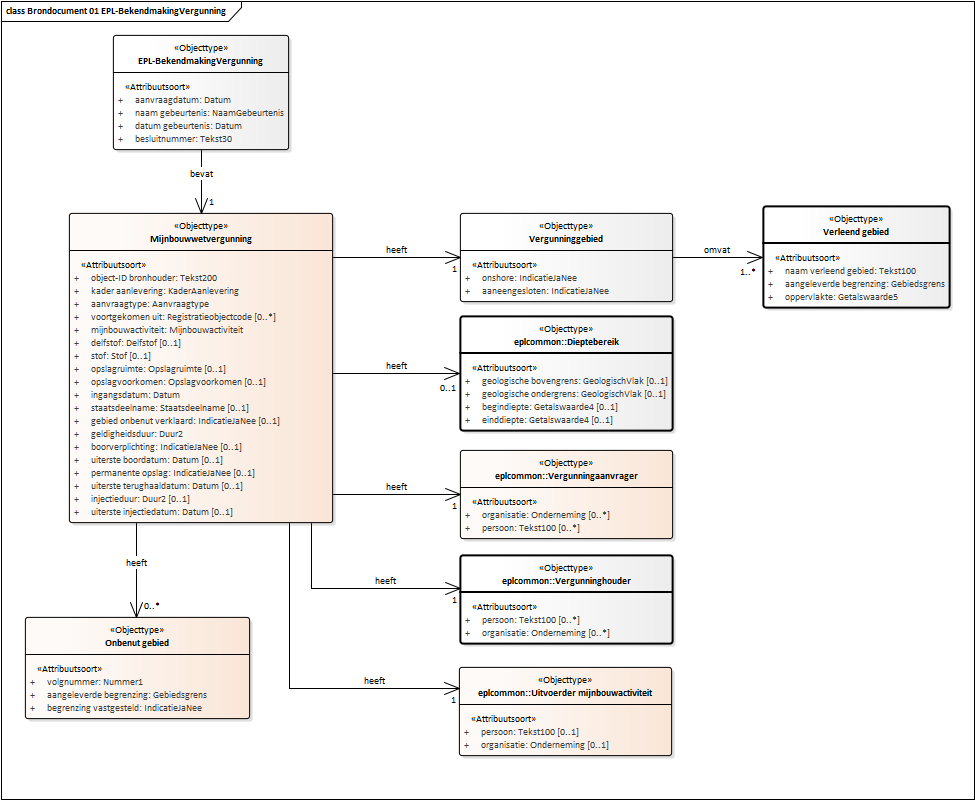 class Brondocument 01 EPL-BekendmakingVergunning
«Objecttype»
EPL-BekendmakingVergunning
«Attribuutsoort»
+ aanvraagdatum: Datum
+ naam gebeurtenis: NaamGebeurtenis
+ datum gebeurtenis: Datum
+ besluitnummer: Tekst30
bevat
1
«Objecttype»
Mijnbouwwetvergunning
«Attribuutsoort»
+ object-ID bronhouder: Tekst200
+ kader aanlevering: KaderAanlevering
+ aanvraagtype: Aanvraagtype
+ voortgekomen uit: Registratieobjectcode [0..*]
+ mijnbouwactiviteit: Mijnbouwactiviteit
+ delfstof: Delfstof [0..1]
+ stof: Stof [0..1]
+ opslagruimte: Opslagruimte [0..1]
+ opslagvoorkomen: Opslagvoorkomen [0..1]
+ ingangsdatum: Datum
+ staatsdeelname: Staatsdeelname [0..1]
+ gebied onbenut verklaard: IndicatieJaNee [0..1]
+ geldigheidsduur: Duur2
+ boorverplichting: IndicatieJaNee [0..1]
+ uiterste boordatum: Datum [0..1]
+ permanente opslag: IndicatieJaNee [0..1]
+ uiterste terughaaldatum: Datum [0..1]
+ injectieduur: Duur2 [0..1]
+ uiterste injectiedatum: Datum [0..1]
heeft
1
«Objecttype»
Vergunninggebied
«Attribuutsoort»
+ onshore: IndicatieJaNee
+ aaneengesloten: IndicatieJaNee
omvat
1..*
«Objecttype»
Verleend gebied
«Attribuutsoort»
+ naam verleend gebied: Tekst100
+ aangeleverde begrenzing: Gebiedsgrens
+ oppervlakte: Getalswaarde5
heeft
0..1
«Objecttype»
eplcommon::Dieptebereik
«Attribuutsoort»
+ geologische bovengrens: GeologischVlak [0..1]
+ geologische ondergrens: GeologischVlak [0..1]
+ begindiepte: Getalswaarde4 [0..1]
+ einddiepte: Getalswaarde4 [0..1]
heeft
1
«Objecttype»
eplcommon::Vergunningaanvrager
«Attribuutsoort»
+ organisatie: Onderneming [0..*]
+ persoon: Tekst100 [0..*]
heeft
1
«Objecttype»
eplcommon::Vergunninghouder
«Attribuutsoort»
+ persoon: Tekst100 [0..*]
+ organisatie: Onderneming [0..*]
heeft
0..*
«Objecttype»
Onbenut gebied
«Attribuutsoort»
+ volgnummer: Nummer1
+ aangeleverde begrenzing: Gebiedsgrens
+ begrenzing vastgesteld: IndicatieJaNee
heeft
1
«Objecttype»
eplcommon::Uitvoerder mijnbouwactiviteit
«Attribuutsoort»
+ persoon: Tekst100 [0..1]
+ organisatie: Onderneming [0..1]